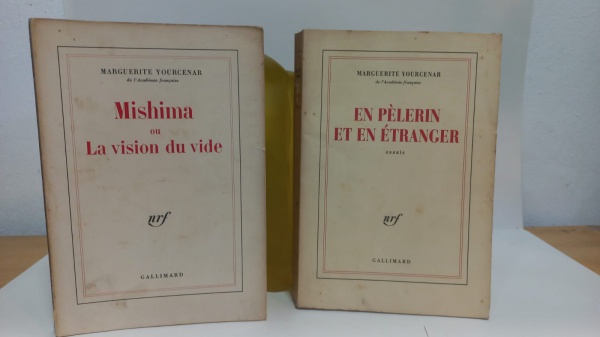 MARGUERITE YOURCENAR
de l'Académie française
Mishima
ou
La vision du vide
nrf
GALLIMARD
MARGUERITE YOURCENAR
de l'Académie française
EN PÈLERIN
ET EN ÉTRANGER
essais
nrf
GALLIMARD